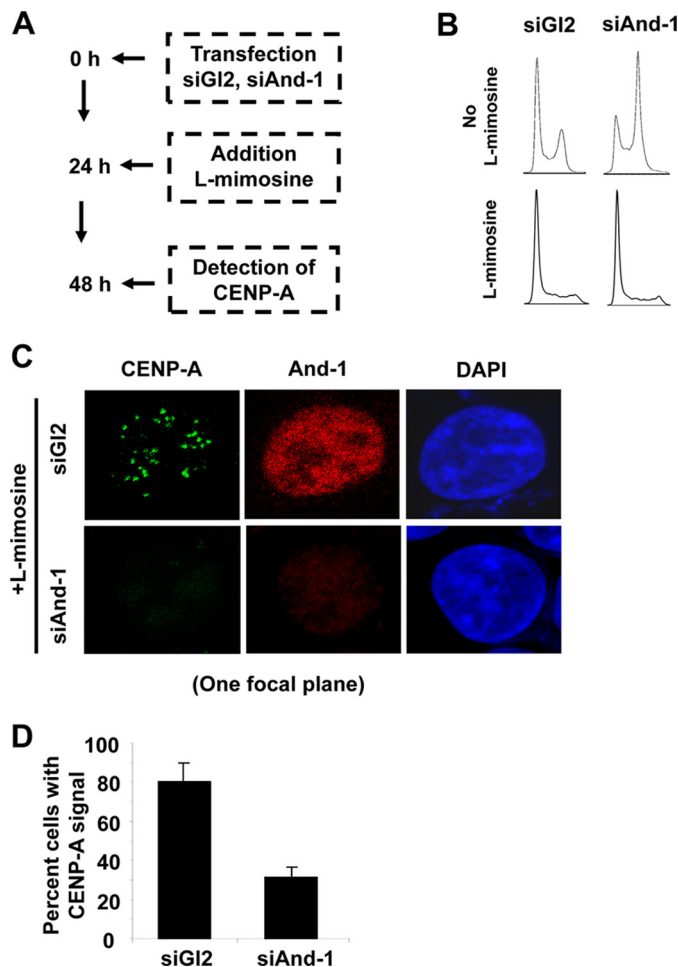 A
0 h
Transfection
siGl2, siAnd-1
24 h
Addition
L-mimosine
48 h
Detection of
CENP-A
B
siGl2
siAnd-1
No
L-mimosine
L-mimosine
C
CENP-A
And-1
DAPI
+L-mimosine
siGl2
siAnd-1
(One focal plane)
D
Percent cells with
CENP-A signal
100
80
60
40
20
0
siGl2
siAnd-1